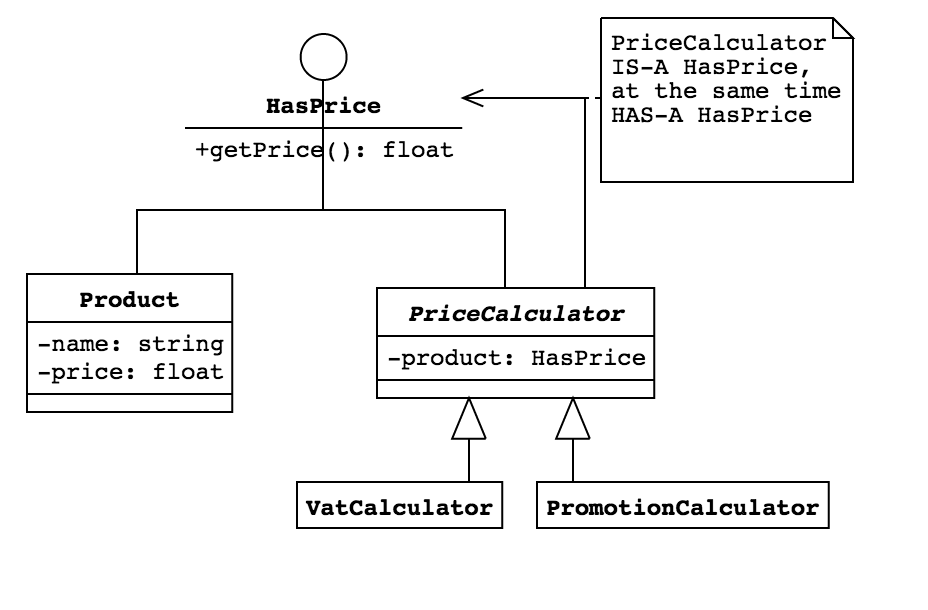 PriceCalculator
IS-A HasPrice,
at the same time
HAS-A HasPrice
HasPrice
+getPrice(): float
Product
-name: string
-price: float
PriceCalculator
-product: HasPrice
VatCalculator
PromotionCalculator